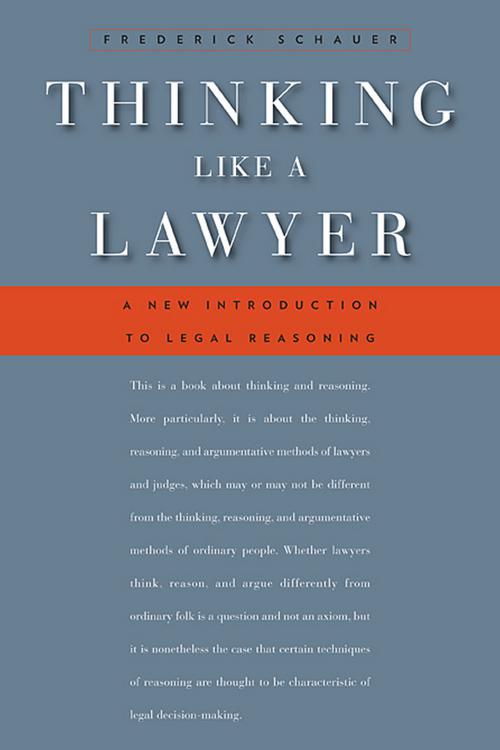 FREDERICK SCHAUER
THINKING
LIKE A
LAWYER
A NEW INTRODUCTION
TO LEGAL REASONING
This is a book about thinking and reasoning.
More particularly, it is about the thinking,
reasoning, and argumentative methods of lawyers
and judges, which may or may not be different
from the thinking, reasoning, and argumentative
methods of ordinary people. Whether lawyers
think, reason, and argue differently from
ordinary folk is a question and not an axiom, but
it is nonetheless the case that certain techniques
of reasoning are thought to be characteristic of
legal decision-making.